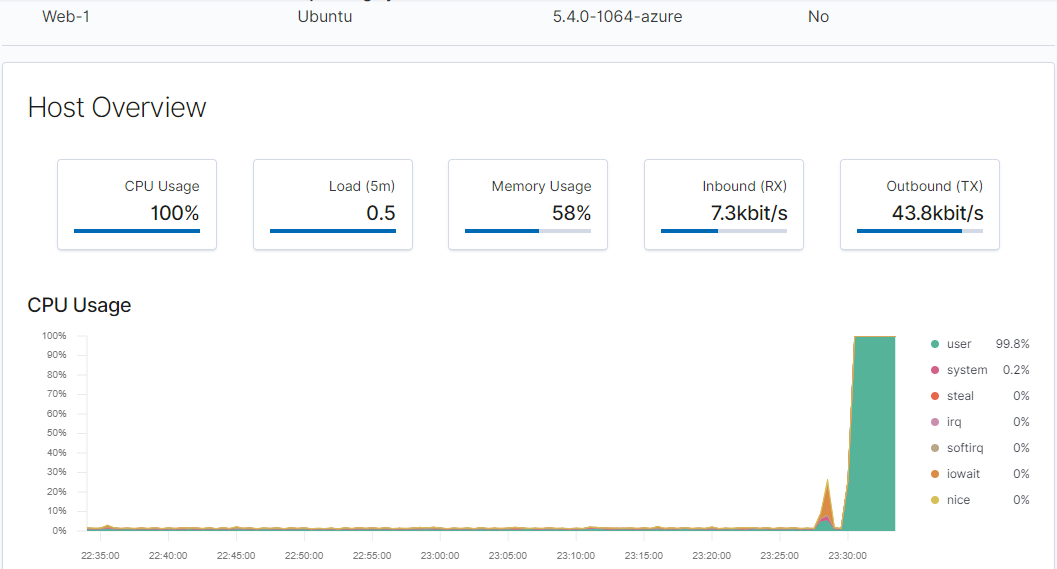 Web-1 Ubuntu 5.4.0-1064-azure No
Host Overview
CPU Usage Load (5m) Memory Usage Inbound (RX) Outbound (TX)
100% 0.5 58% 7.3kbit/s 43.8kbit/s
CPU Usage
100%
90%
80%
70%
60%
50%
40%
30%
20%
10%
0%
22:35:00 22:40:00 22:45:00 22:50:00 22:55:00 23:00:00 23:05:00 23:10:00 23:15:00 23:20:00 23:25:00 23:30:00
user 99.8%
system 0.2%
steal 0%
irq 0%
softirq 0%
iowait 0%
nice 0%